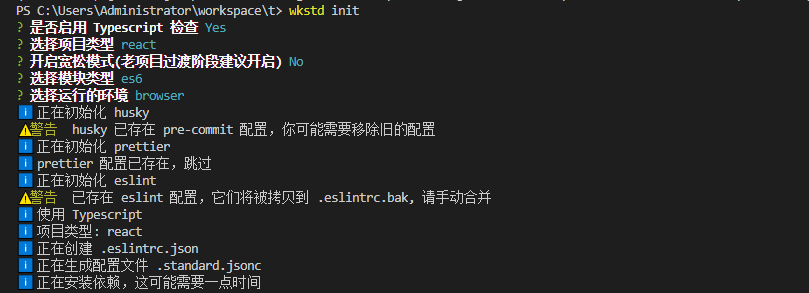 PS C:\Users\Administrator\workspace\t> wkstd init
? 是否启用 Typescript 检查 Yes
? 选择项目类型 react
? 开启宽松模式(老项目过渡阶段建议开启) No
? 选择模块类型 es6
? 选择运行的环境 browser
ℹ 正在初始化 husky
⚠警告 husky 已存在 pre-commit 配置，你可能需要移除旧的配置
ℹ 正在初始化 prettier
ℹ prettier 配置已存在，跳过
ℹ 正在初始化 eslint
⚠警告 已存在 eslint 配置，它们将被拷贝到 .eslintrc.bak, 请手动合并
ℹ 使用 Typescript
ℹ 项目类型: react
ℹ 正在创建 .eslintrc.json
ℹ 正在生成配置文件 .standard.jsonc
ℹ 正在安装依赖，这可能需要一点时间